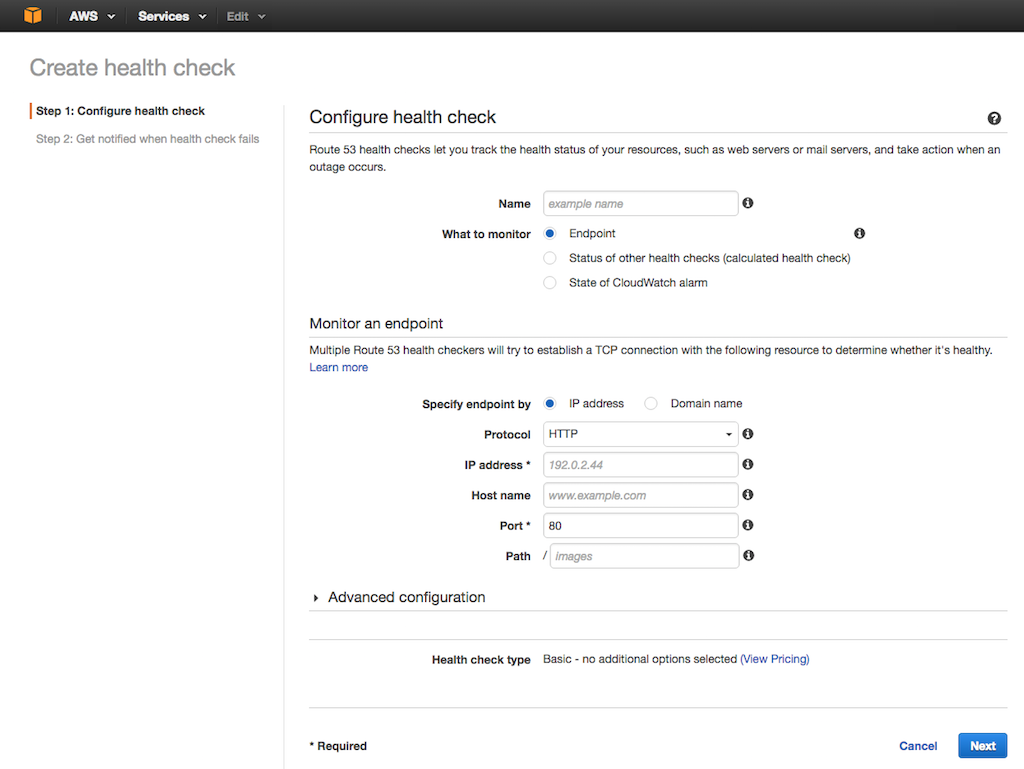 AWS Services Edit
Create health check
Step 1: Configure health check
Step 2: Get notified when health check fails
Configure health check
Route 53 health checks let you track the health status of your resources, such as web servers or mail servers, and take action when an
outage occurs.
Name example name
What to monitor Endpoint
Status of other health checks (calculated health check)
State of CloudWatch alarm
Monitor an endpoint
Multiple Route 53 health checkers will try to establish a TCP connection with the following resource to determine whether it's healthy.
Learn more
Specify endpoint by IP address Domain name
Protocol HTTP
IP address * 192.0.2.44
Host name www.example.com
Port * 80
Path / images
Advanced configuration
Health check type Basic - no additional options selected (View Pricing)
* Required Cancel Next